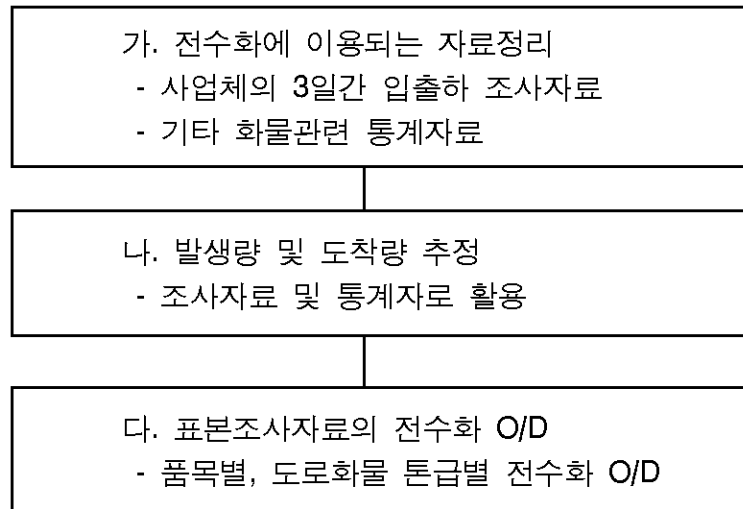 가. 전수화에 이용되는 자료정리
- 사업체의 3일간 입출하 조사자료
- 기타 화물관련 통계자료
나. 발생량 및 도착량 추정
- 조사자료 및 통계자로 활용
다. 표본조사자료의 전수화 O/D
- 품목별, 도로화물 톤급별 전수화 O/D